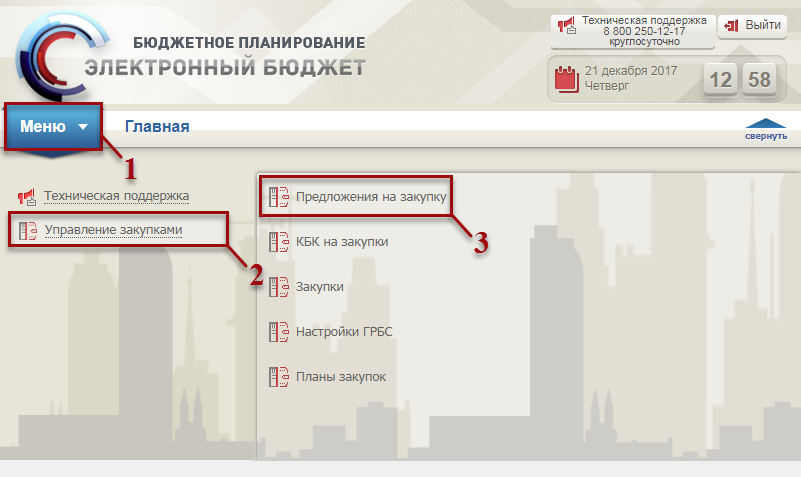 БЮДЖЕТНОЕ ПЛАНИРОВАНИЕ
ЭЛЕКТРОННЫЙ БЮДЖЕТ
Техническая поддержка
8 800 250-12-17
круглосуточно
Выйти
21 декабря 2017
Четверг
12 58
Меню
Главная
свернуть
1
Техническая поддержка
Управление закупками
2
Предложения на закупку
3
КБК на закупки
Закупки
Настройки ГРБС
Планы закупок